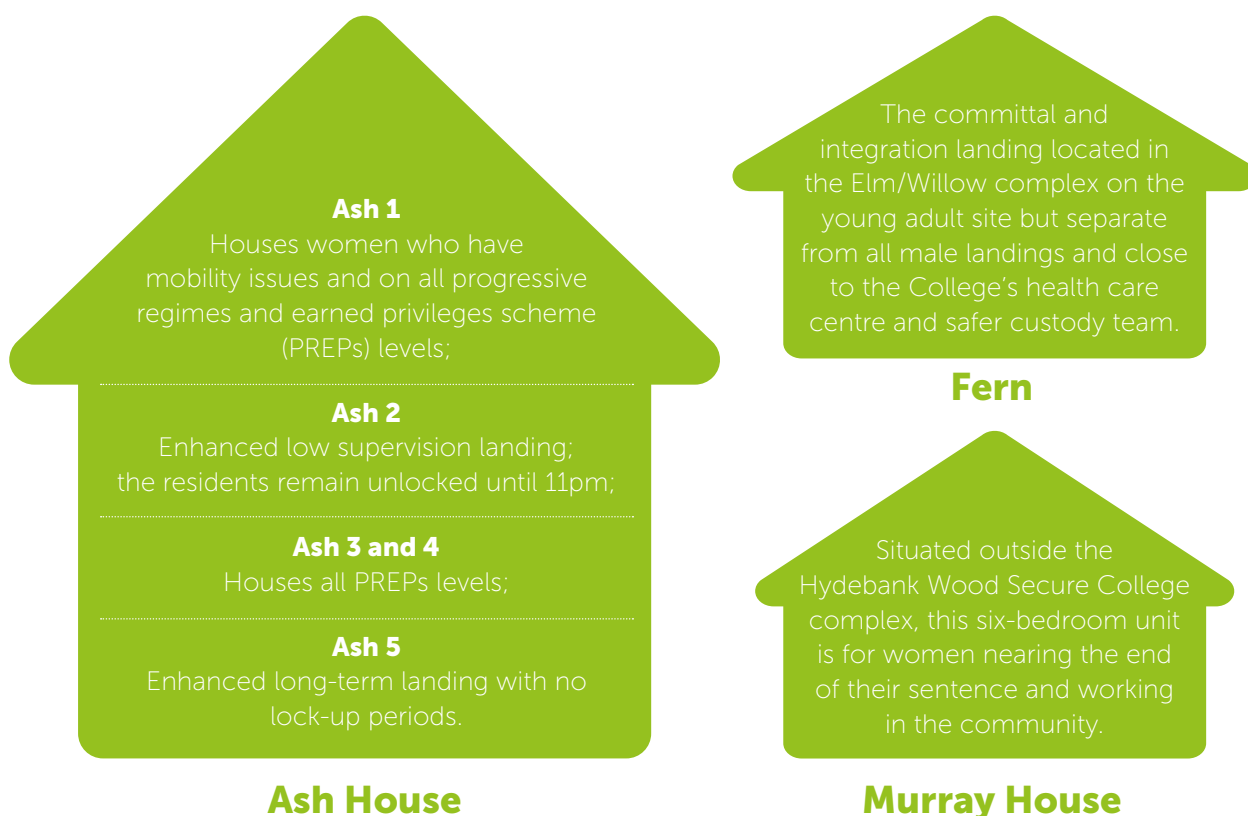 Ash 1
Houses women who have
mobility issues and on all progressive
regimes and earned privileges scheme
(PREPs) levels;
Ash 2
Enhanced low supervision landing;
the residents remain unlocked until 11pm;
Ash 3 and 4
Houses all PREPs levels;
Ash 5
Enhanced long-term landing with no
lock-up periods.
Ash House
The committal and
integration landing located in
the Elm/Willow complex on the
young adult site but separate
from all male landings and close
to the College’s health care
centre and safer custody team.
Fern
Situated outside the
Hydebank Wood Secure College
complex, this six-bedroom unit
is for women nearing the end
of their sentence and working
in the community.
Murray House